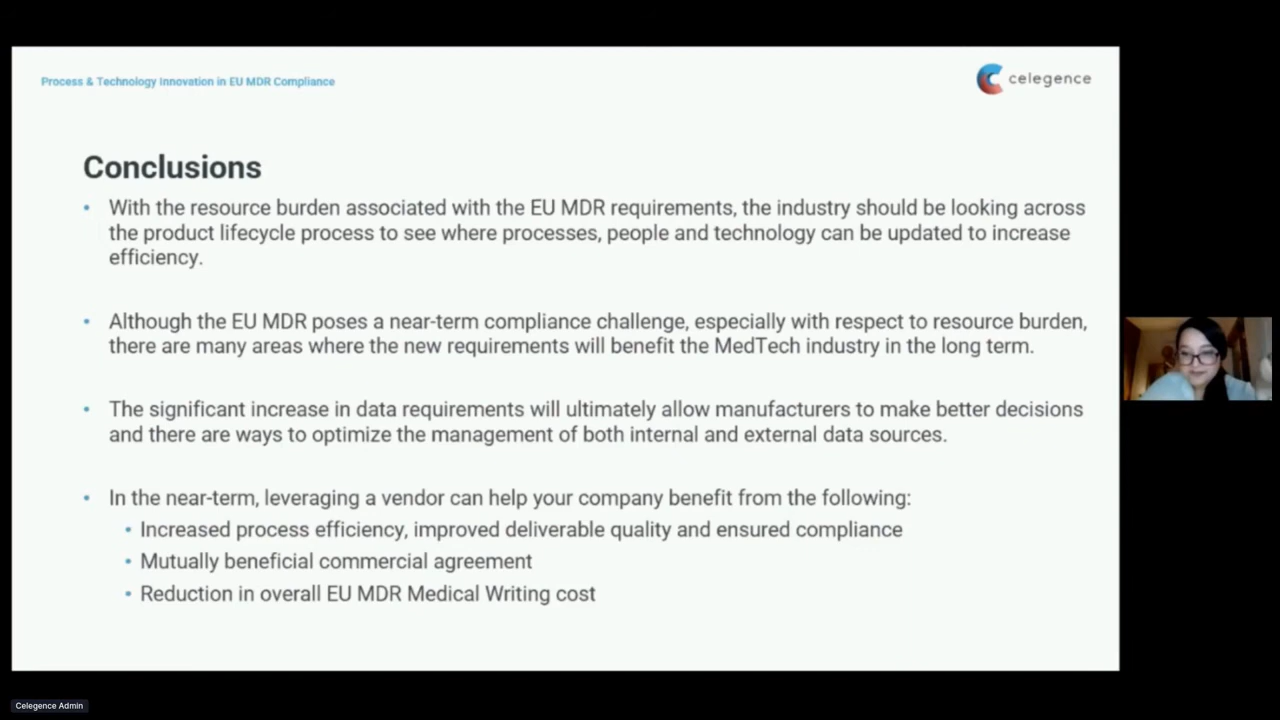 Process & Technology Innovation in EU MDR Compliance
celegence
Conclusions
• With the resource burden associated with the EU MDR requirements, the industry should be looking across
the product lifecycle process to see where processes, people and technology can be updated to increase
efficiency.
• Although the EU MDR poses a near-term compliance challenge, especially with respect to resource burden,
there are many areas where the new requirements will benefit the MedTech industry in the long term.
• The significant increase in data requirements will ultimately allow manufacturers to make better decisions
and there are ways to optimize the management of both internal and external data sources.
• In the near-term, leveraging a vendor can help your company benefit from the following:
• Increased process efficiency, improved deliverable quality and ensured compliance
• Mutually beneficial commercial agreement
• Reduction in overall EU MDR Medical Writing cost
Celegence Admin